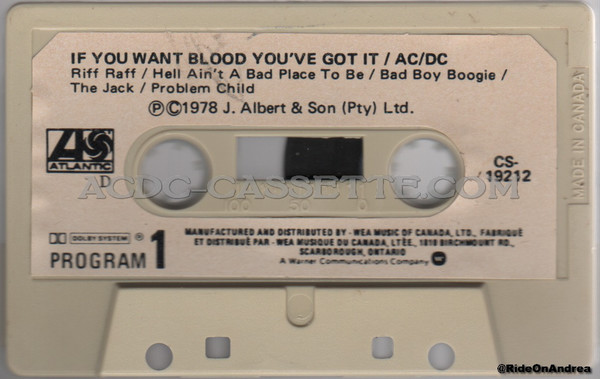 IF YOU WANT BLOOD YOU'VE GOT IT / AC/DC
Riff Raff / Hell Ain't A Bad Place To Be / Bad Boy Boogie /
The Jack / Problem Child
Ⓟ©1978 J. Albert & Son (Pty) Ltd.
ATLANTIC
D
CS-
19212
ACDC-CASSETTE.COM
100 50 0
MADE IN CANADA
DOLBY SYSTEM ®
PROGRAM 1
MANUFACTURED AND DISTRIBUTED BY - WEA MUSIC OF CANADA, LTD., FABRIQUÉ
ET DISTRIBUÉ PAR - WEA MUSIQUE DU CANADA, LTÉE., 1810 BIRCHMOUNT RD.,
SCARBOROUGH, ONTARIO
A Warner Communications Company
@RideOnAndrea